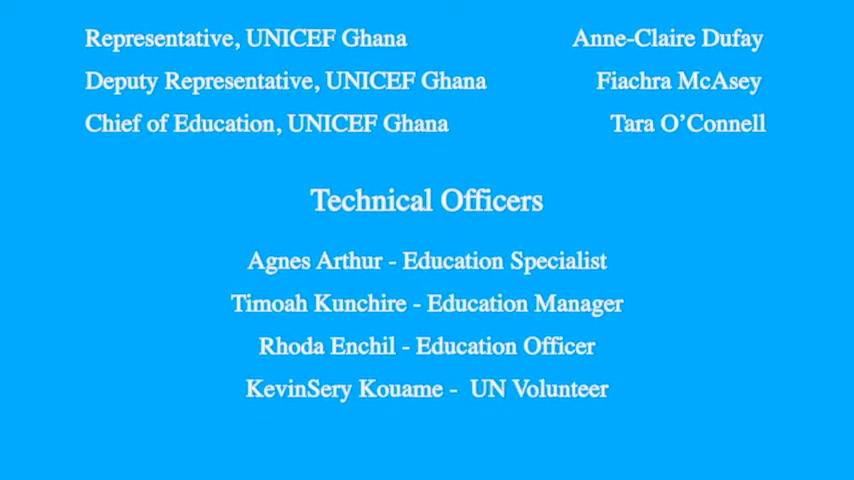 Representative, UNICEF Ghana Anne-Claire Dufay
Deputy Representative, UNICEF Ghana Fiachra McAsey
Chief of Education, UNICEF Ghana Tara O’Connell
Technical Officers
Agnes Arthur - Education Specialist
Timoah Kunchire - Education Manager
Rhoda Enchil - Education Officer
KevinSery Kouame - UN Volunteer